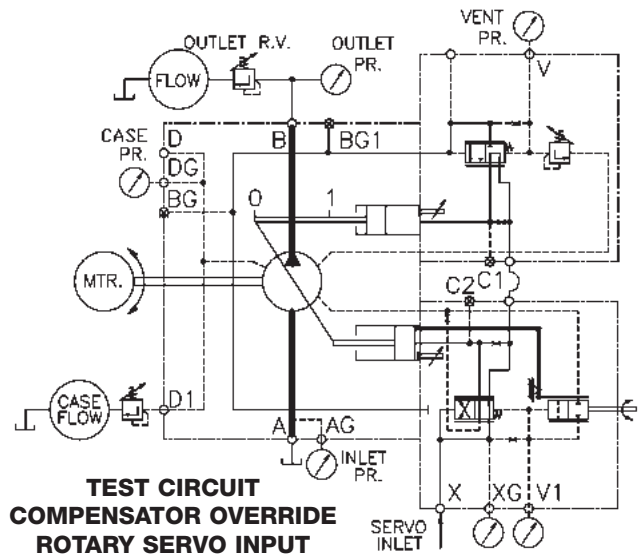 VENT
PR.
OUTLET R.V.
OUTLET
PR.
FLOW
V
CASE
PR.
D
B
BG1
DG
BG
0
1
MTR.
C1
C2
CASE
FLOW
D1
X
A
AG
INLET
PR.
X
XG
V1
SERVO
INLET
TEST CIRCUIT
COMPENSATOR OVERRIDE
ROTARY SERVO INPUT